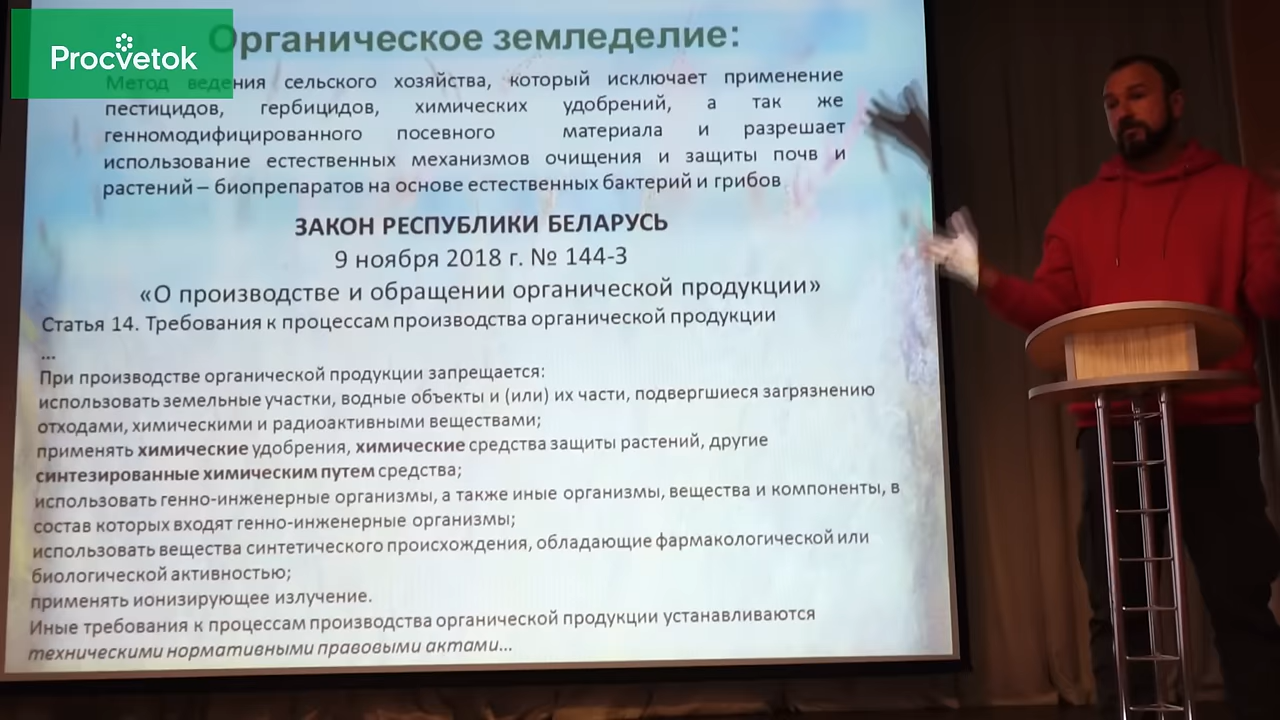 Procvetok
Органическое земледелие:
Метод ведения сельского хозяйства, который исключает применение
пестицидов, гербицидов, химических удобрений, а так же
генномодифицированного посевного материала и разрешает
использование естественных механизмов очищения и защиты почв и
растений – биопрепаратов на основе естественных бактерий и грибов
ЗАКОН РЕСПУБЛИКИ БЕЛАРУСЬ
9 ноября 2018 г. № 144-З
«О производстве и обращении органической продукции»
Статья 14. Требования к процессам производства органической продукции
...
При производстве органической продукции запрещается:
использовать земельные участки, водные объекты и (или) их части, подвергшиеся загрязнению
отходами, химическими и радиоактивными веществами;
применять химические удобрения, химические средства защиты растений, другие
синтезированные химическим путем средства;
использовать генно-инженерные организмы, а также иные организмы, вещества и компоненты, в
состав которых входят генно-инженерные организмы;
использовать вещества синтетического происхождения, обладающие фармакологической или
биологической активностью;
применять ионизирующее излучение.
Иные требования к процессам производства органической продукции устанавливаются
техническими нормативными правовыми актами...